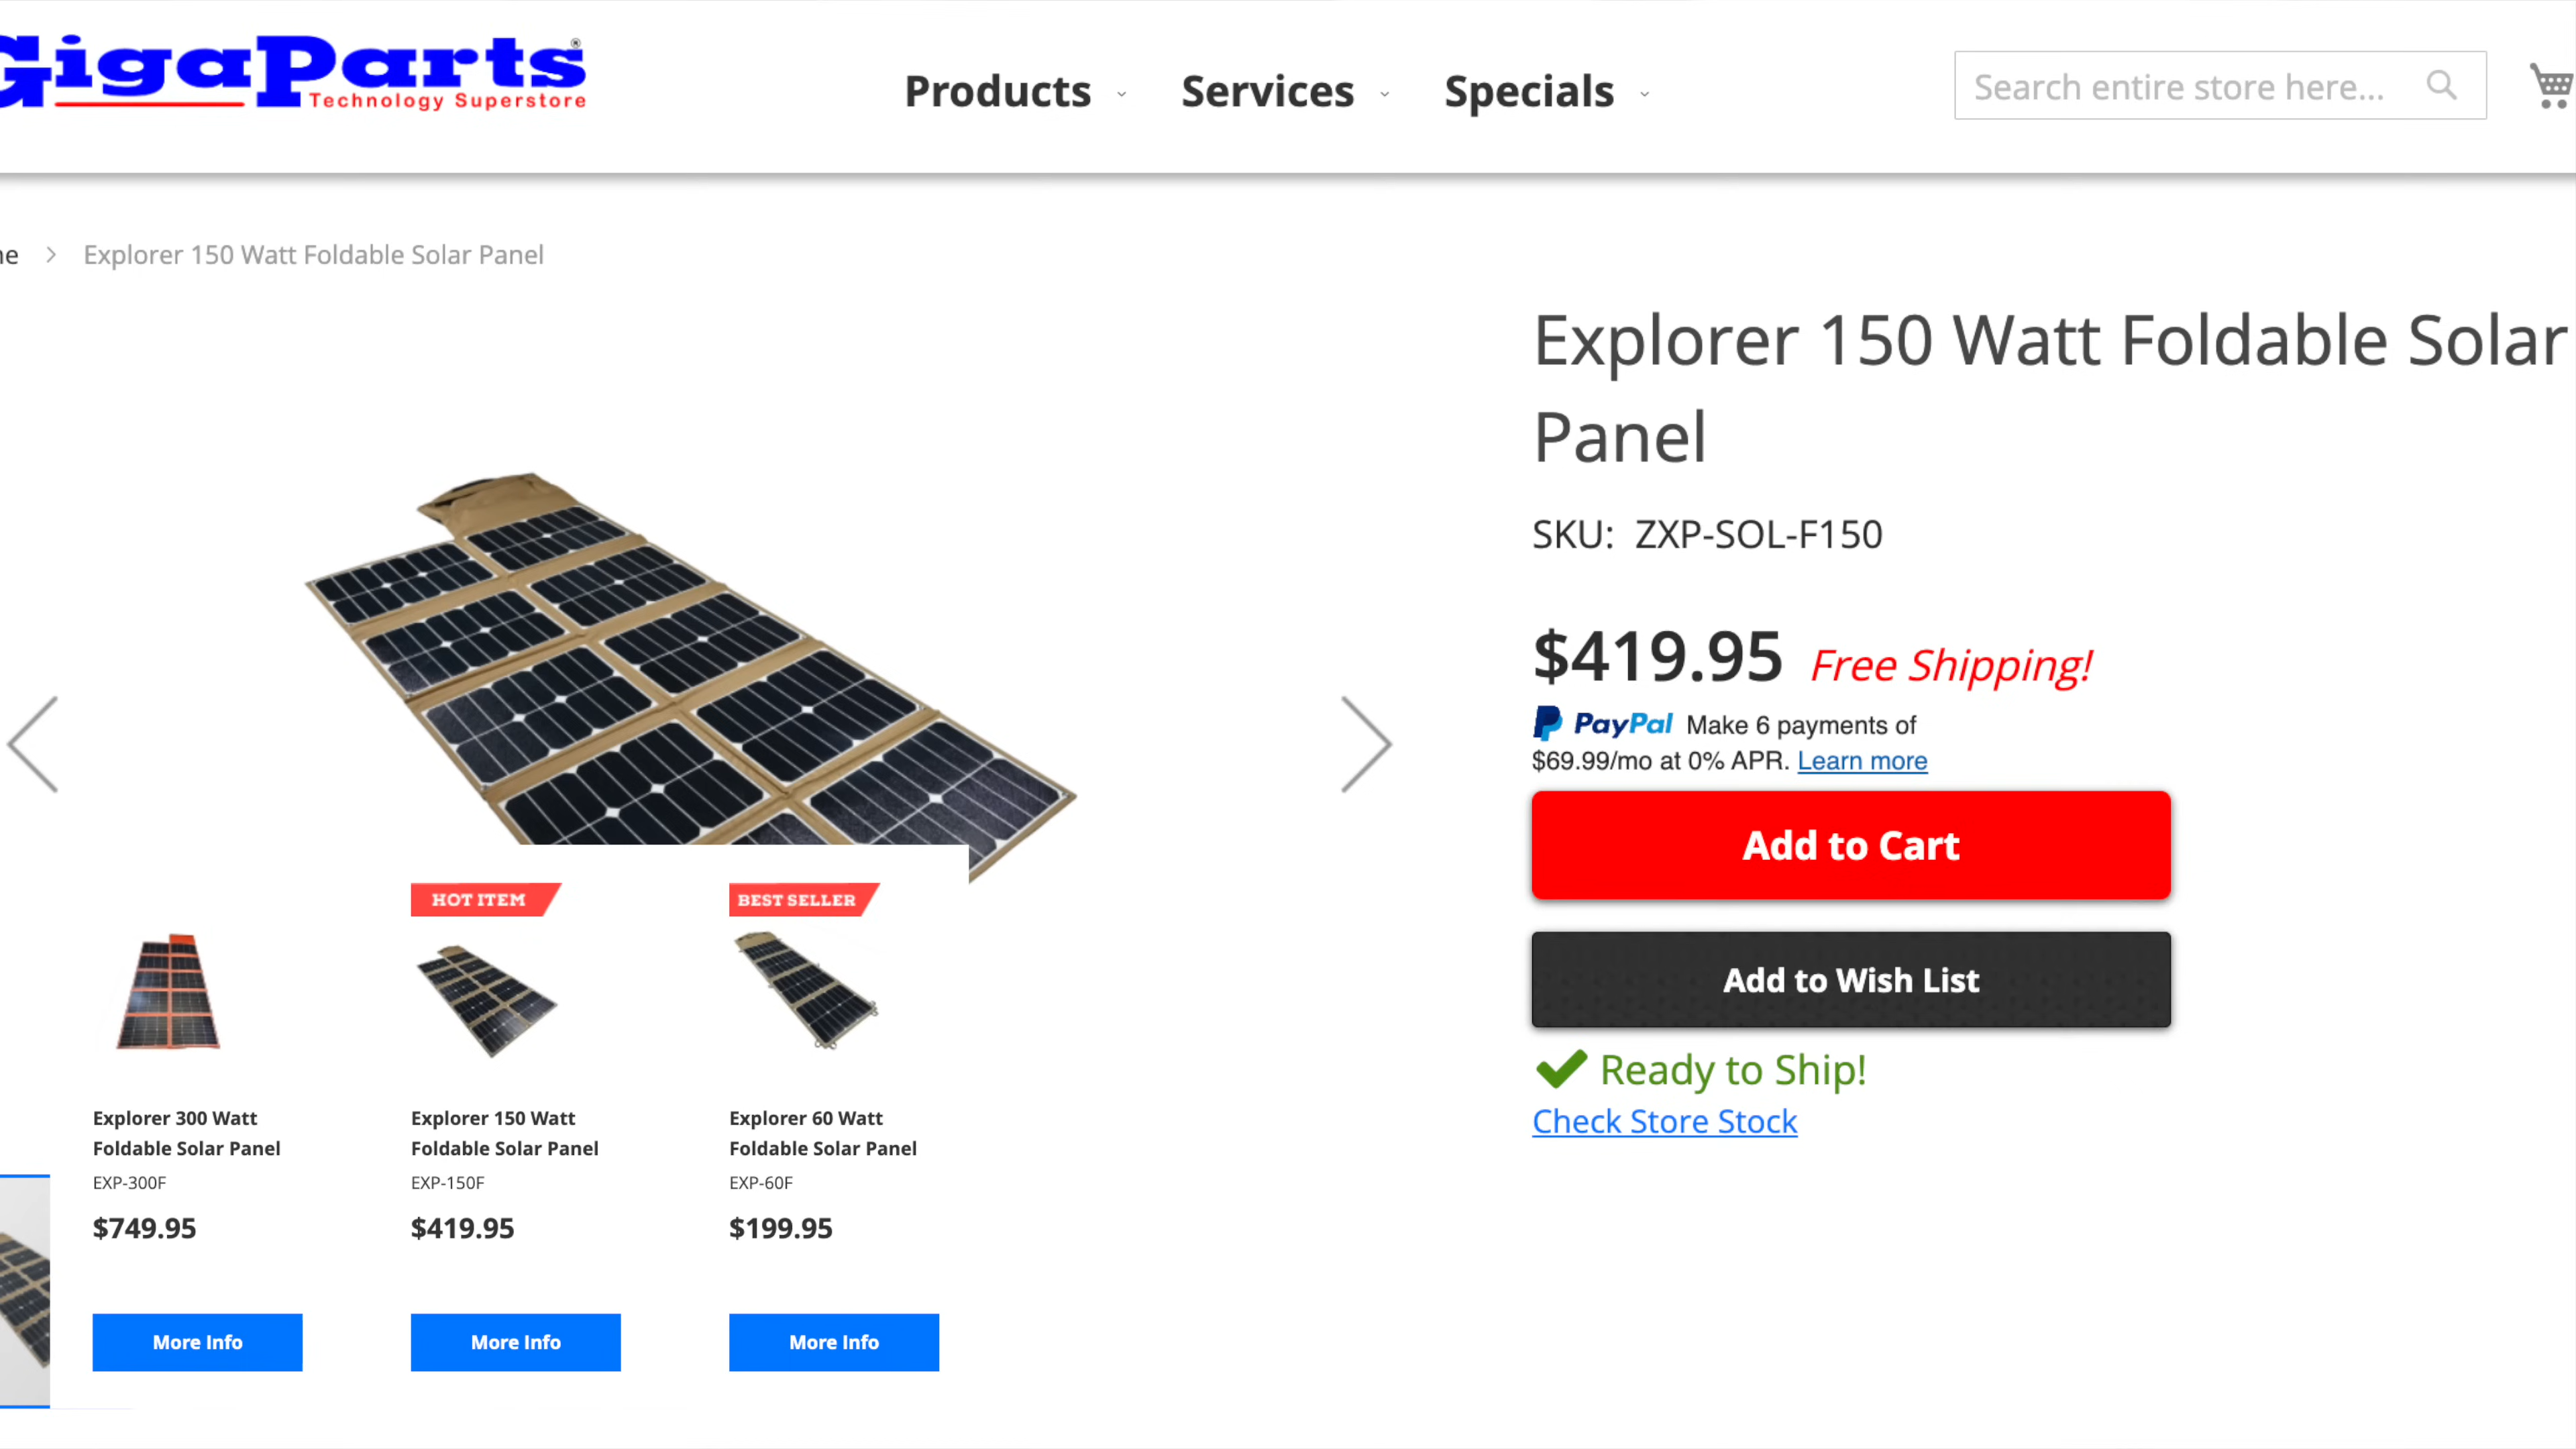 GigaParts®
Technology Superstore
Products
Services
Specials
Search entire store here...
Explorer 150 Watt Foldable Solar Panel
Explorer 150 Watt Foldable Solar
Panel
SKU: ZXP-SOL-F150
$419.95 Free Shipping!
PayPal Make 6 payments of
$69.99/mo at 0% APR. Learn more
Add to Cart
Add to Wish List
Ready to Ship!
Check Store Stock
Explorer 300 Watt
Foldable Solar Panel
EXP-300F
$749.95
More Info
HOT ITEM
Explorer 150 Watt
Foldable Solar Panel
EXP-150F
$419.95
More Info
BEST SELLER
Explorer 60 Watt
Foldable Solar Panel
EXP-60F
$199.95
More Info